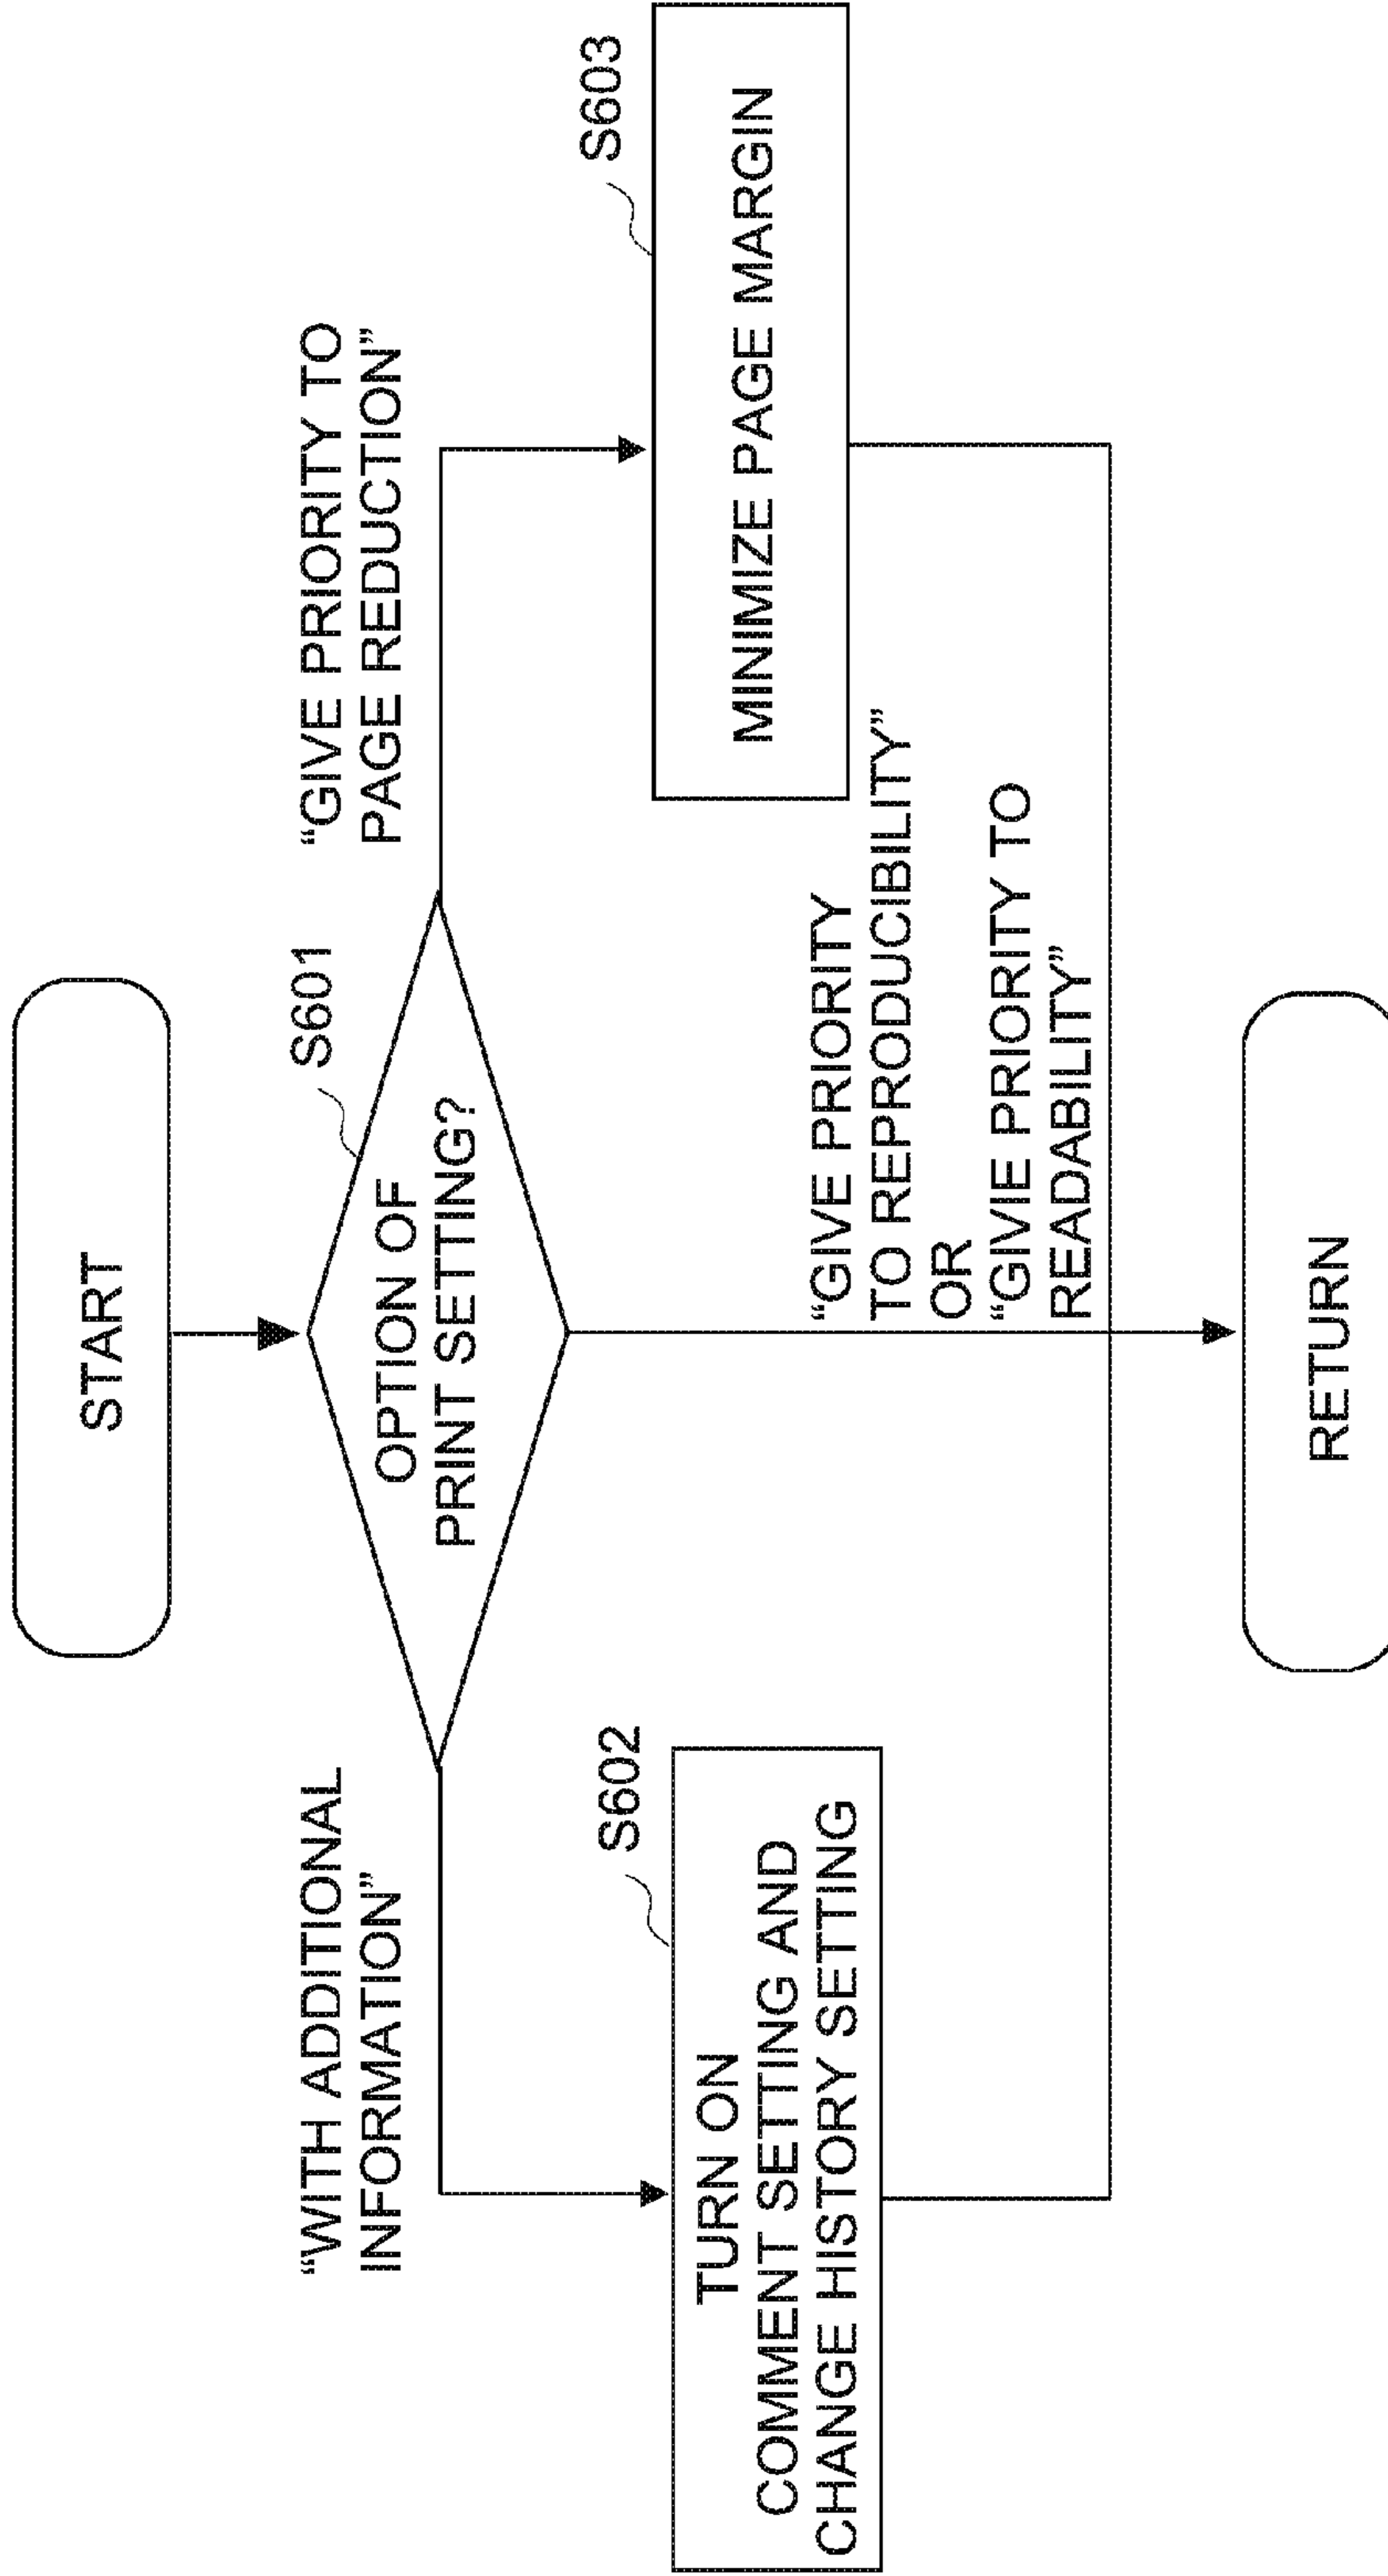 START
S601
OPTION OF
PRINT SETTING?
“WITH ADDITIONAL
INFORMATION”
“GIVE PRIORITY TO
PAGE REDUCTION”
S602
TURN ON
COMMENT SETTING AND
CHANGE HISTORY SETTING
S603
MINIMIZE PAGE MARGIN
“GIVE PRIORITY
TO REPRODUCIBILITY”
OR
“GIVIE PRIORITY TO
READABILITY”
RETURN